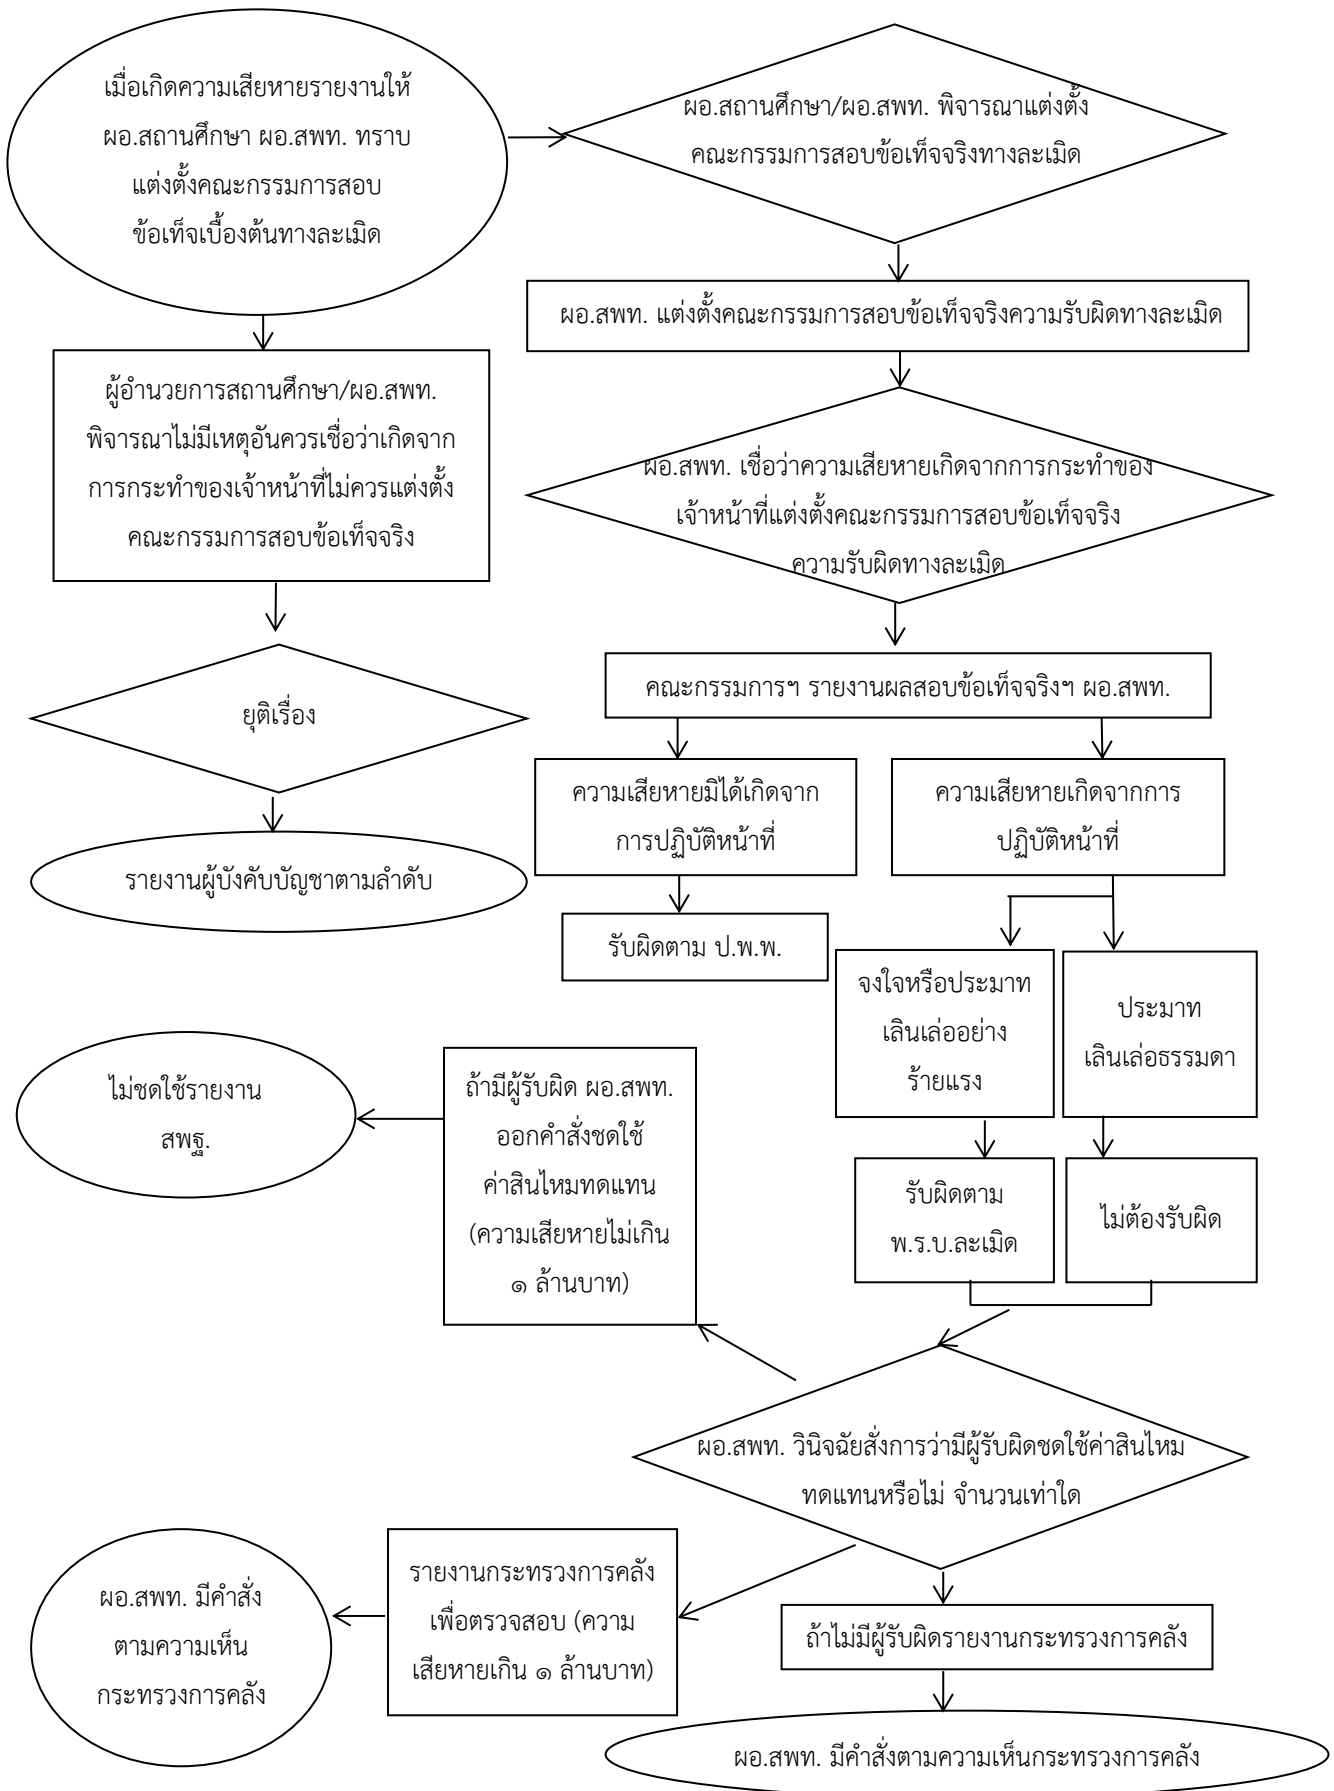 เมื่อเกิดความเสียหายรายงานให้
ผอ.สถานศึกษา ผอ.สพท. ทราบ
แต่งตั้งคณะกรรมการสอบ
ข้อเท็จเบื้องต้นทางละเมิด
ผอ.สถานศึกษา/ผอ.สพท. พิจารณาแต่งตั้ง
คณะกรรมการสอบข้อเท็จจริงทางละเมิด
ผอ.สพท. แต่งตั้งคณะกรรมการสอบข้อเท็จจริงความรับผิดทางละเมิด
ผู้อำนวยการสถานศึกษา/ผอ.สพท.
พิจารณาไม่มีเหตุอันควรเชื่อว่าเกิดจาก
การกระทำของเจ้าหน้าที่ไม่ควรแต่งตั้ง
คณะกรรมการสอบข้อเท็จจริง
ผอ.สพท. เชื่อว่าความเสียหายเกิดจากการกระทำของ
เจ้าหน้าที่แต่งตั้งคณะกรรมการสอบข้อเท็จจริง
ความรับผิดทางละเมิด
ยุติเรื่อง
รายงานผู้บังคับบัญชาตามลำดับ
คณะกรรมการฯ รายงานผลสอบข้อเท็จจริงฯ ผอ.สพท.
ความเสียหายมิได้เกิดจาก
การปฏิบัติหน้าที่
ความเสียหายเกิดจากการ
ปฏิบัติหน้าที่
รับผิดตาม ป.พ.พ.
จงใจหรือประมาท
เลินเล่ออย่าง
ร้ายแรง
ประมาท
เลินเล่อธรรมดา
รับผิดตาม
พ.ร.บ.ละเมิด
ไม่ต้องรับผิด
ไม่ชดใช้รายงาน
สพฐ.
ถ้ามีผู้รับผิด ผอ.สพท.
ออกคำสั่งชดใช้
ค่าสินไหมทดแทน
(ความเสียหายไม่เกิน
๑ ล้านบาท)
ผอ.สพท. วินิจฉัยสั่งการว่ามีผู้รับผิดชดใช้ค่าสินไหม
ทดแทนหรือไม่ จำนวนเท่าใด
ผอ.สพท. มีคำสั่ง
ตามความเห็น
กระทรวงการคลัง
รายงานกระทรวงการคลัง
เพื่อตรวจสอบ (ความ
เสียหายเกิน ๑ ล้านบาท)
ถ้าไม่มีผู้รับผิดรายงานกระทรวงการคลัง
ผอ.สพท. มีคำสั่งตามความเห็นกระทรวงการคลัง